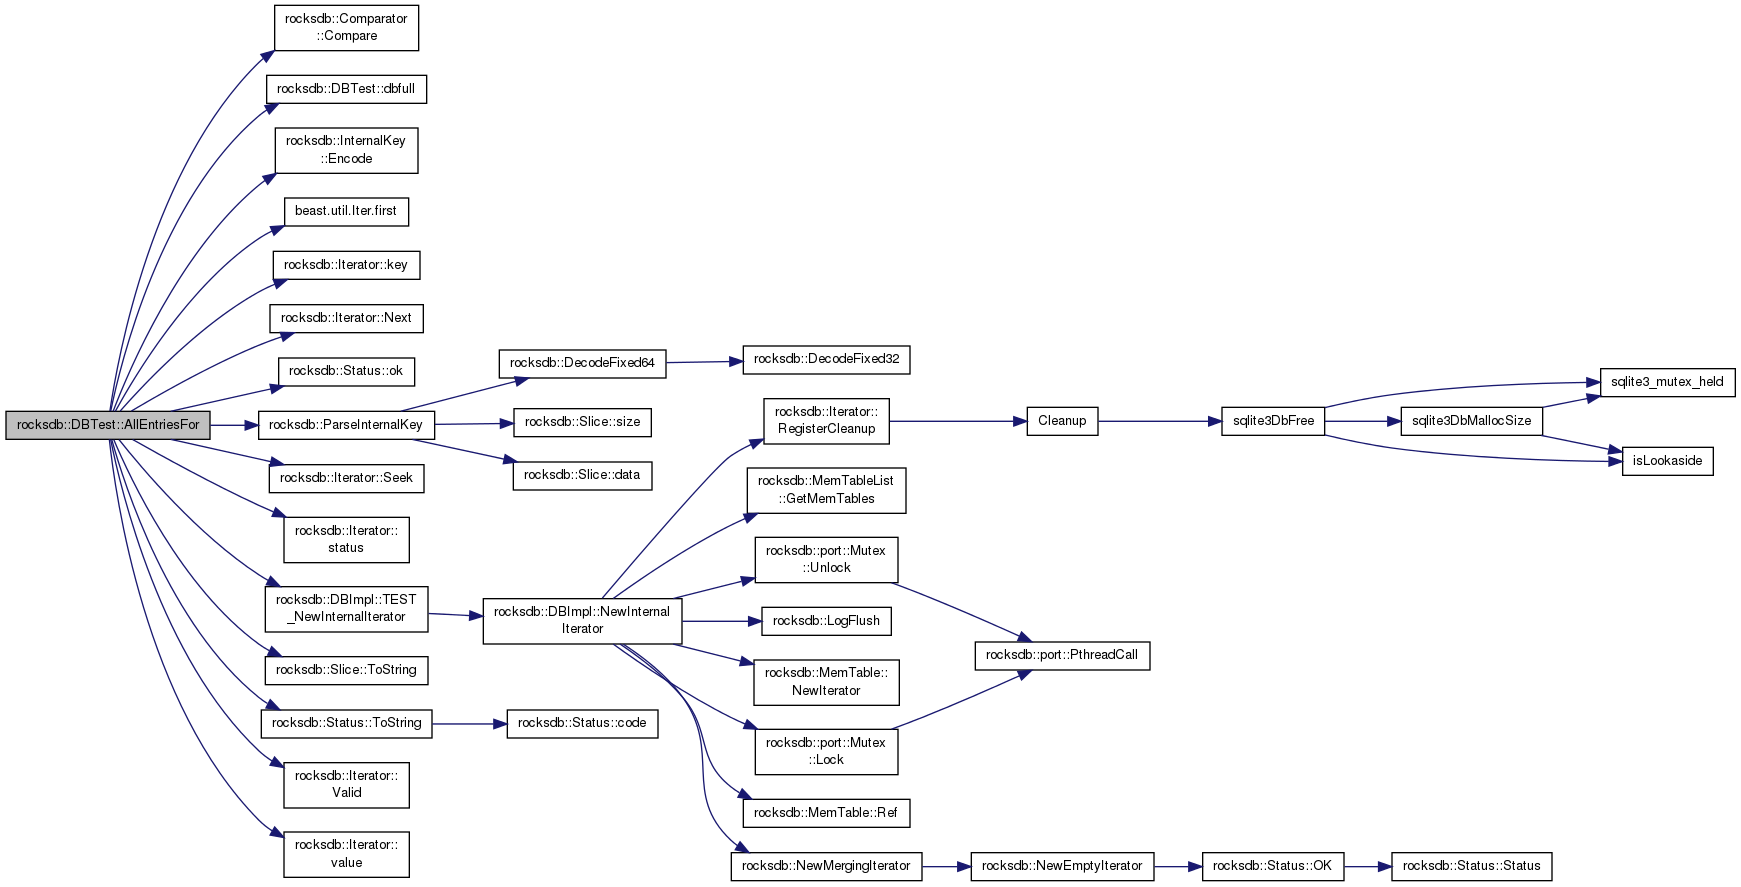 rocksdb::Comparator
::Compare
rocksdb::DBTest::dbfull
rocksdb::InternalKey
::Encode
beast.util.Iter.first
rocksdb::Iterator::key
rocksdb::Iterator::Next
rocksdb::Status::ok
rocksdb::DBTest::AllEntriesFor
rocksdb::ParseInternalKey
rocksdb::Iterator::Seek
rocksdb::Iterator::
status
rocksdb::DBImpl::TEST
_NewInternalIterator
rocksdb::Slice::ToString
rocksdb::Status::ToString
rocksdb::Iterator::
Valid
rocksdb::Iterator::
value
rocksdb::DecodeFixed64
rocksdb::Slice::size
rocksdb::Slice::data
rocksdb::DBImpl::NewInternal
Iterator
rocksdb::Status::code
rocksdb::DecodeFixed32
rocksdb::Iterator::
RegisterCleanup
rocksdb::MemTableList
::GetMemTables
rocksdb::port::Mutex
::Unlock
rocksdb::LogFlush
rocksdb::MemTable::
NewIterator
rocksdb::port::Mutex
::Lock
rocksdb::MemTable::Ref
rocksdb::NewMergingIterator
Cleanup
rocksdb::port::PthreadCall
rocksdb::NewEmptyIterator
sqlite3DbFree
rocksdb::Status::OK
sqlite3DbMallocSize
rocksdb::Status::Status
sqlite3_mutex_held
isLookaside